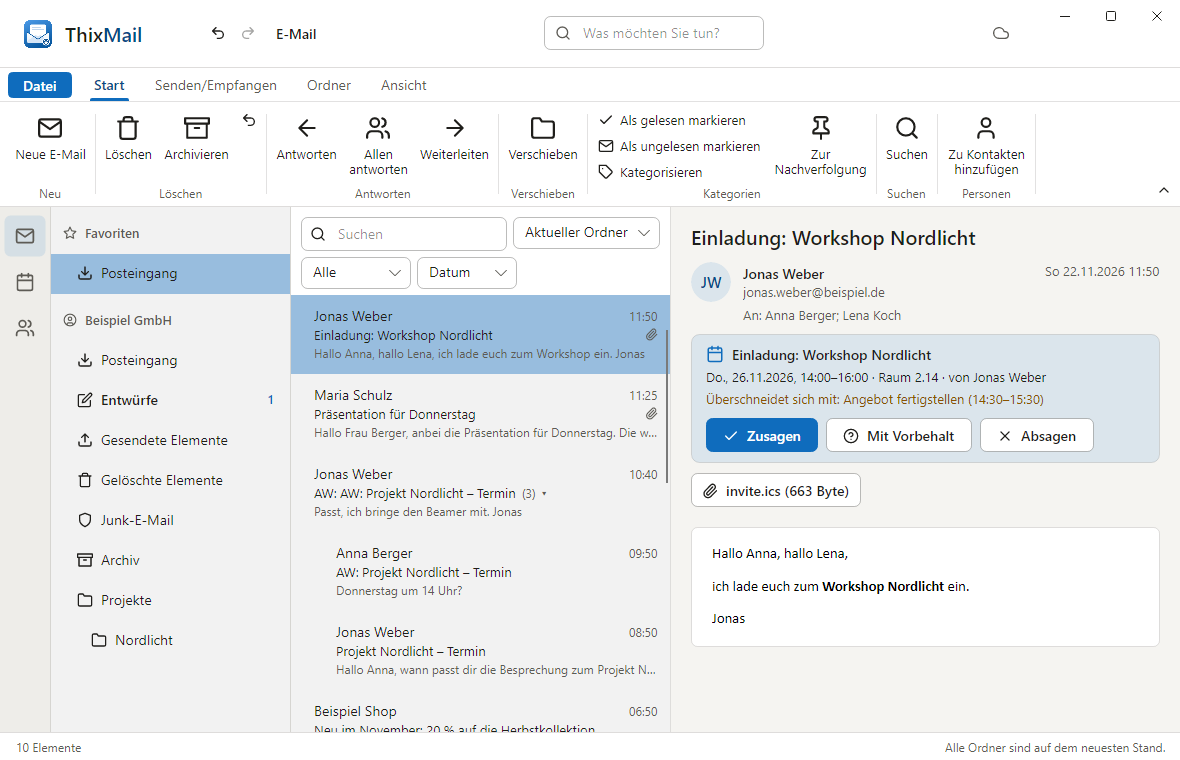 ThixMail
E-Mail
Was möchten Sie tun?
Datei
Start
Senden/Empfangen
Ordner
Ansicht
Neue E-Mail
Neu
Löschen
Archivieren
Löschen
Antworten
Allen antworten
Weiterleiten
Antworten
Verschieben
Verschieben
Als gelesen markieren
Als ungelesen markieren
Kategorisieren
Zur Nachverfolgung
Kategorien
Suchen
Suchen
Zu Kontakten hinzufügen
Personen
Favoriten
Posteingang
Beispiel GmbH
Posteingang
Entwürfe 1
Gesendete Elemente
Gelöschte Elemente
Junk-E-Mail
Archiv
Projekte
Nordlicht
Suchen
Aktueller Ordner
Alle
Datum
Jonas Weber 11:50
Einladung: Workshop Nordlicht
Hallo Anna, hallo Lena, ich lade euch zum Workshop ein. Jonas
Maria Schulz 11:25
Präsentation für Donnerstag
Hallo Frau Berger, anbei die Präsentation für Donnerstag. Die w...
Jonas Weber 10:40
AW: AW: Projekt Nordlicht – Termin (3)
Passt, ich bringe den Beamer mit. Jonas
Anna Berger 09:50
AW: Projekt Nordlicht – Termin
Donnerstag um 14 Uhr?
Jonas Weber 08:50
Projekt Nordlicht – Termin
Hallo Anna, wann passt dir die Besprechung zum Projekt N...
Beispiel Shop 06:50
Neu im November: 20 % auf die Herbstkollektion
Einladung: Workshop Nordlicht
JW
Jonas Weber
So 22.11.2026 11:50
jonas.weber@beispiel.de
An: Anna Berger; Lena Koch
Einladung: Workshop Nordlicht
Do., 26.11.2026, 14:00–16:00 · Raum 2.14 · von Jonas Weber
Überschneidet sich mit: Angebot fertigstellen (14:30–15:30)
Zusagen
Mit Vorbehalt
Absagen
invite.ics (663 Byte)
Hallo Anna, hallo Lena,
ich lade euch zum Workshop Nordlicht ein.
Jonas
10 Elemente
Alle Ordner sind auf dem neuesten Stand.